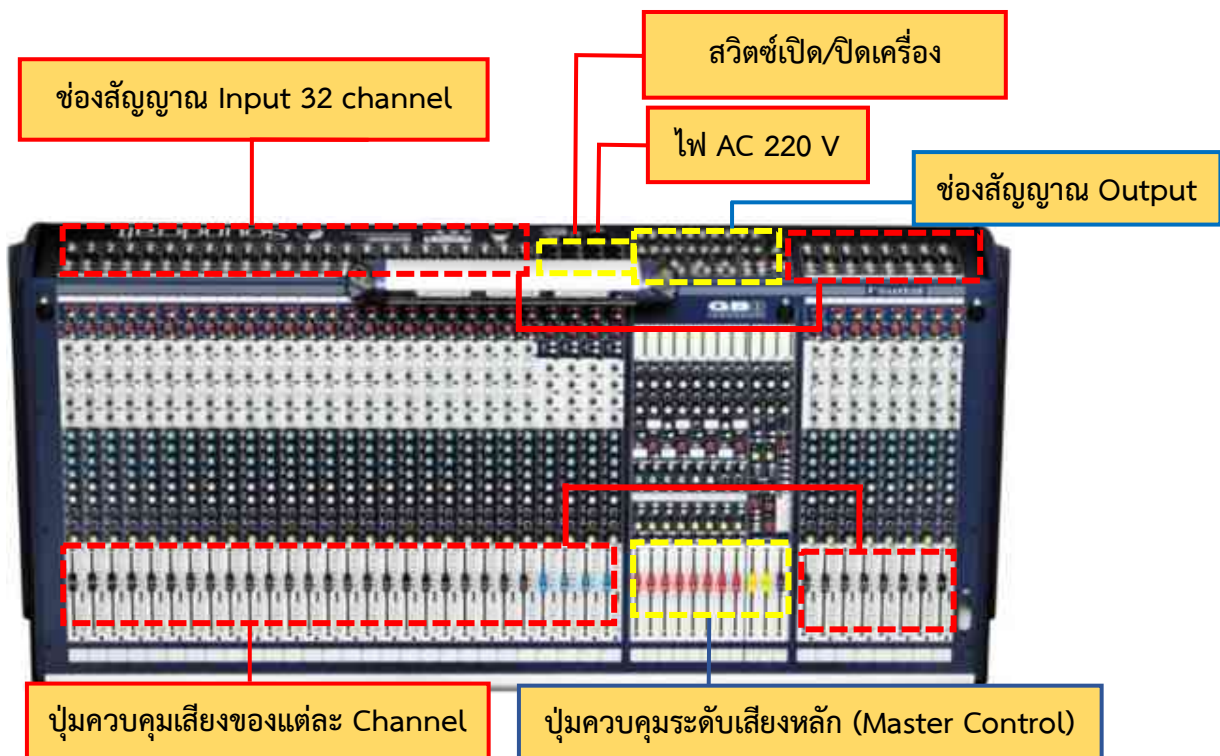 สวิตซ์เปิด/ปิดเครื่อง
ช่องสัญญาณ Input 32 channel
ไฟ AC 220 V
ช่องสัญญาณ Output
ปุ่มควบคุมเสียงของแต่ละ Channel
ปุ่มควบคุมระดับเสียงหลัก (Master Control)